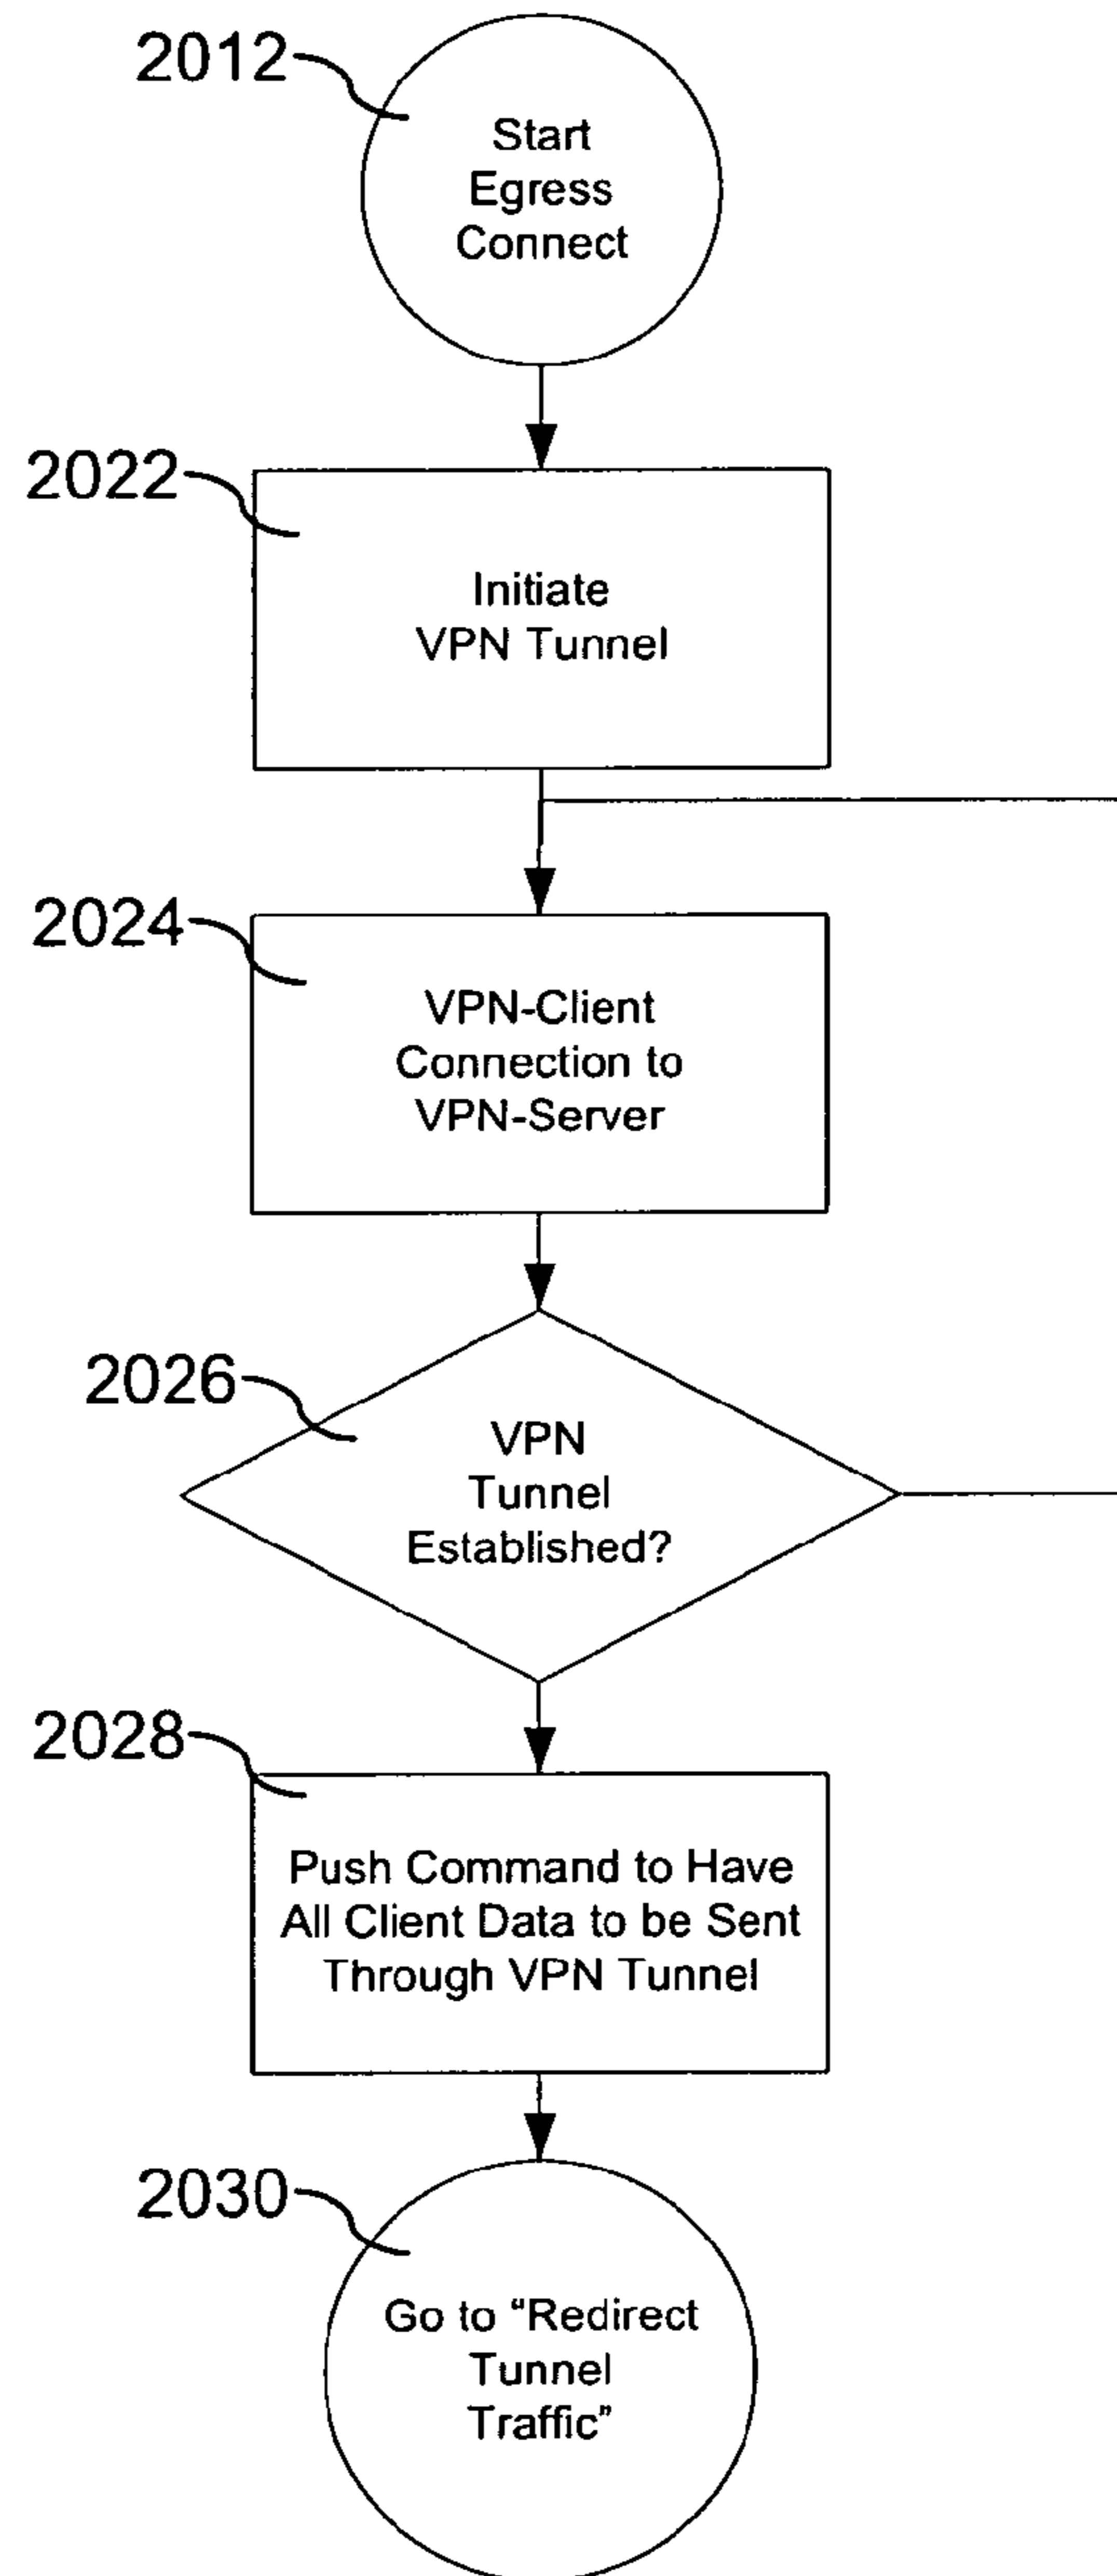 2012
Start
Egress
Connect
2022
Initiate
VPN Tunnel
2024
VPN-Client
Connection to
VPN-Server
2026
VPN
Tunnel
Established?
2028
Push Command to Have
All Client Data to be Sent
Through VPN Tunnel
2030
Go to “Redirect
Tunnel
Traffic”